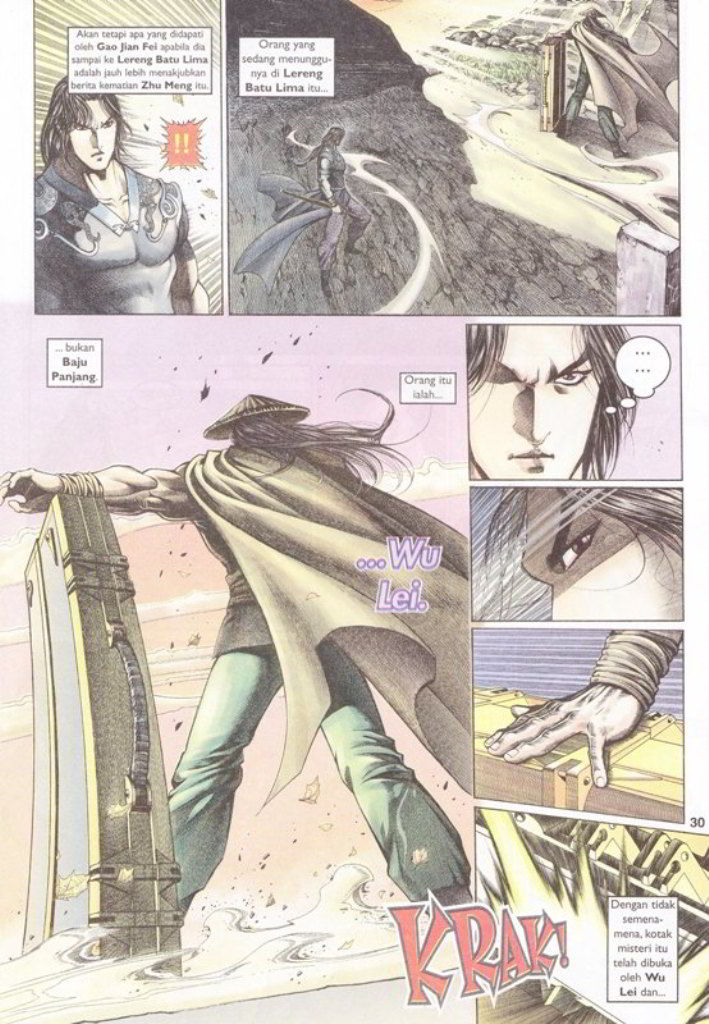 Akan tetapi apa yang didapati
oleh Gao Jian Fei apabila dia
sampai ke Lereng Batu Lima
adalah jauh lebih menakjubkan
berita kematian Zhu Meng itu.
!!
Orang yang
sedang menunggu-
nya di Lereng
Batu Lima itu...
... bukan
Baju
Panjang.
Orang itu
ialah...
... ...
...Wu
Lei.
30
KRAK!
Dengan tidak
semena-
mena, kotak
misteri itu
telah dibuka
oleh Wu
Lei dan...